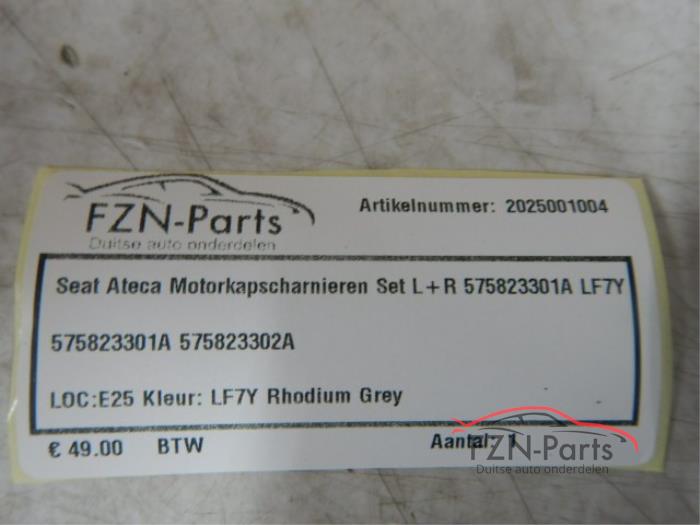 FZN-Parts
Duitse auto onderdelen
Artikelnummer: 2025001004
Seat Ateca Motorkapscharnieren Set L+R 575823301A LF7Y
575823301A 575823302A
LOC:E25 Kleur: LF7Y Rhodium Grey
€ 49.00 BTW Aantal: 1
FZN-Parts
Duitse auto onderdelen